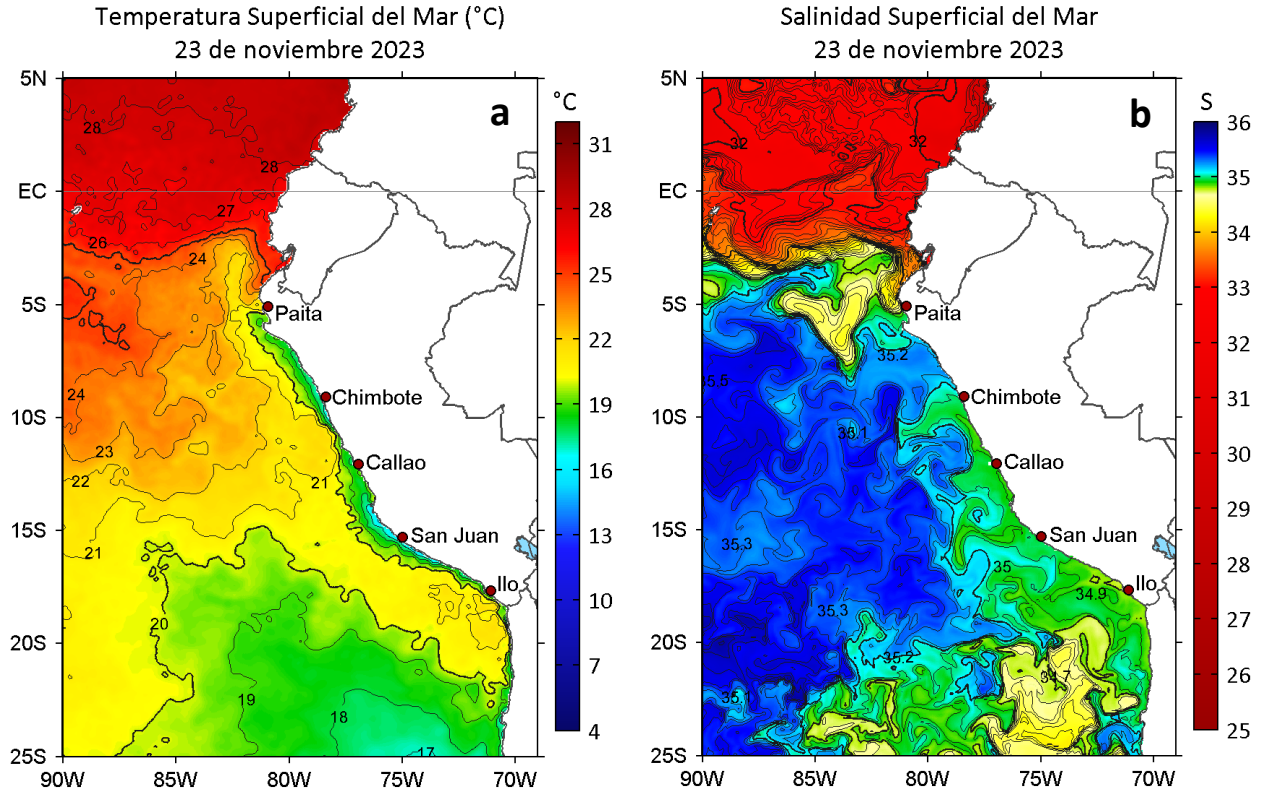 Temperatura Superficial del Mar (°C)
23 de noviembre 2023
Salinidad Superficial del Mar
23 de noviembre 2023
5N
EC
5S
10S
15S
20S
25S
90W
85W
80W
75W
70W
a
°C
31
28
25
22
19
16
13
10
7
4
28
28
27
26
24
24
23
22
21
21
20
19
18
17
Paita
Chimbote
Callao
San Juan
Ilo
5N
EC
5S
10S
15S
20S
25S
90W
85W
80W
75W
70W
b
S
36
35
34
33
32
31
30
29
28
27
26
25
32
32
35.2
35.5
35.1
35.3
35
34.9
35.3
35.2
34.7
35.1
Paita
Chimbote
Callao
San Juan
Ilo